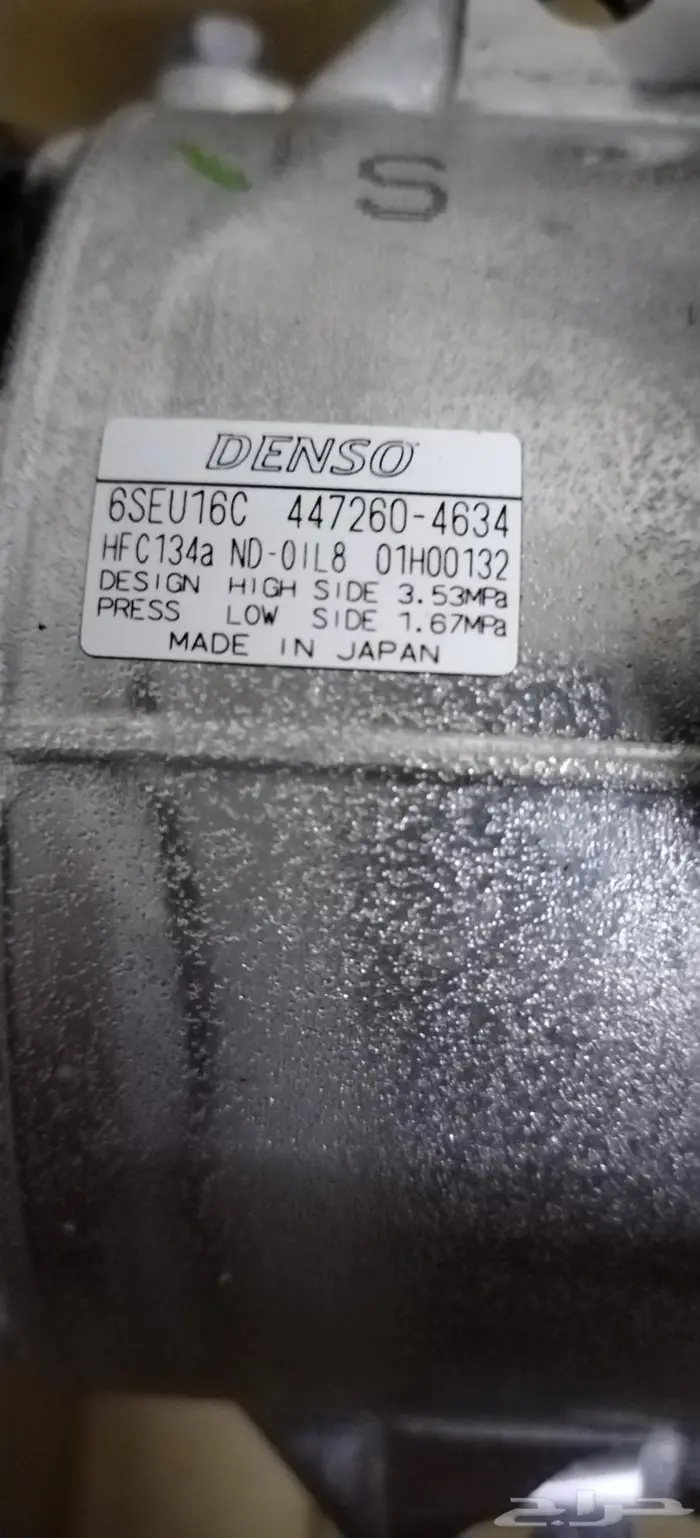 S
DENSO
6SEU16C 447260-4634
HFC134a ND-OIL8 01H00132
DESIGN HIGH SIDE 3.53MPa
PRESS LOW SIDE 1.67MPa
MADE IN JAPAN
حراج